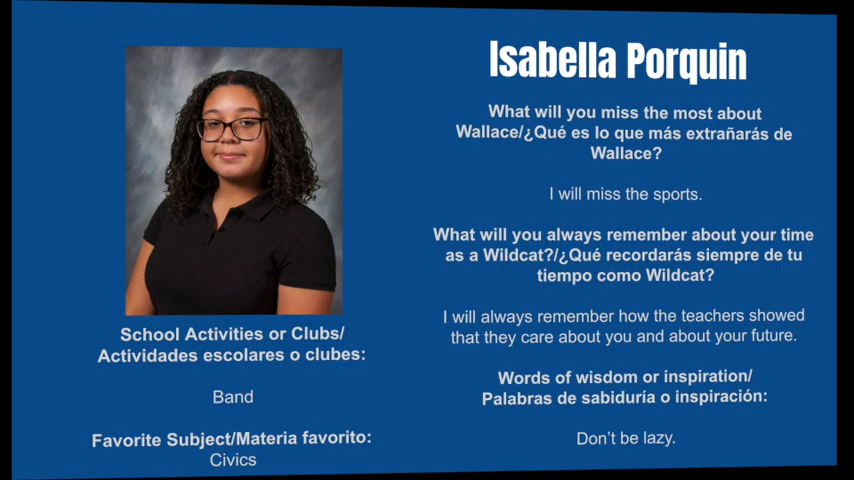 Isabella Porquin
What will you miss the most about
Wallace/¿Qué es lo que más extrañarás de
Wallace?
I will miss the sports.
What will you always remember about your time
as a Wildcat?/¿Qué recordarás siempre de tu
tiempo como Wildcat?
I will always remember how the teachers showed
that they care about you and about your future.
Words of wisdom or inspiration/
Palabras de sabiduría o inspiración:
Don't be lazy.
School Activities or Clubs/
Actividades escolares o clubes:
Band
Favorite Subject/Materia favorito:
Civics